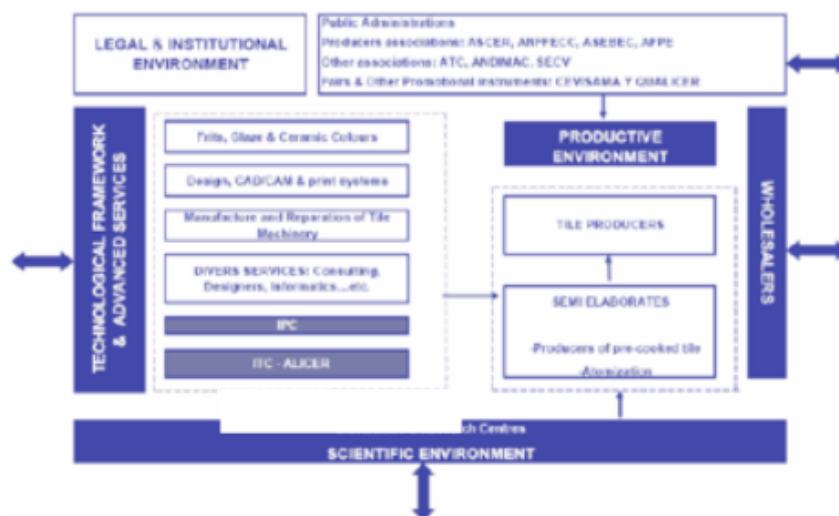 LEGAL & INSTITUTIONAL
ENVIRONMENT
Public Administrations
Producers associations: ASCER, ANFFECC, ASEBEC, AFPE
Other associations: ATC, ANDIMAC, SECV
Fairs & Other Promotional instruments: CEVISAMA Y QUALICER
TECHNOLOGICAL FRAMEWORK
& ADVANCED SERVICES
Frits, Glaze & Ceramic Colours
Design, CAD/CAM & print systems
Manufacture and Reparation of Tile
Machinery
DIVERS SERVICES: Consulting,
Designers, Informatics...etc.
IPC
ITC - ALICER
PRODUCTIVE
ENVIRONMENT
TILE PRODUCERS
SEMI ELABORATES
-Producers of pre-cooked tile
-Atomization
WHOLESALERS
Centres
SCIENTIFIC ENVIRONMENT